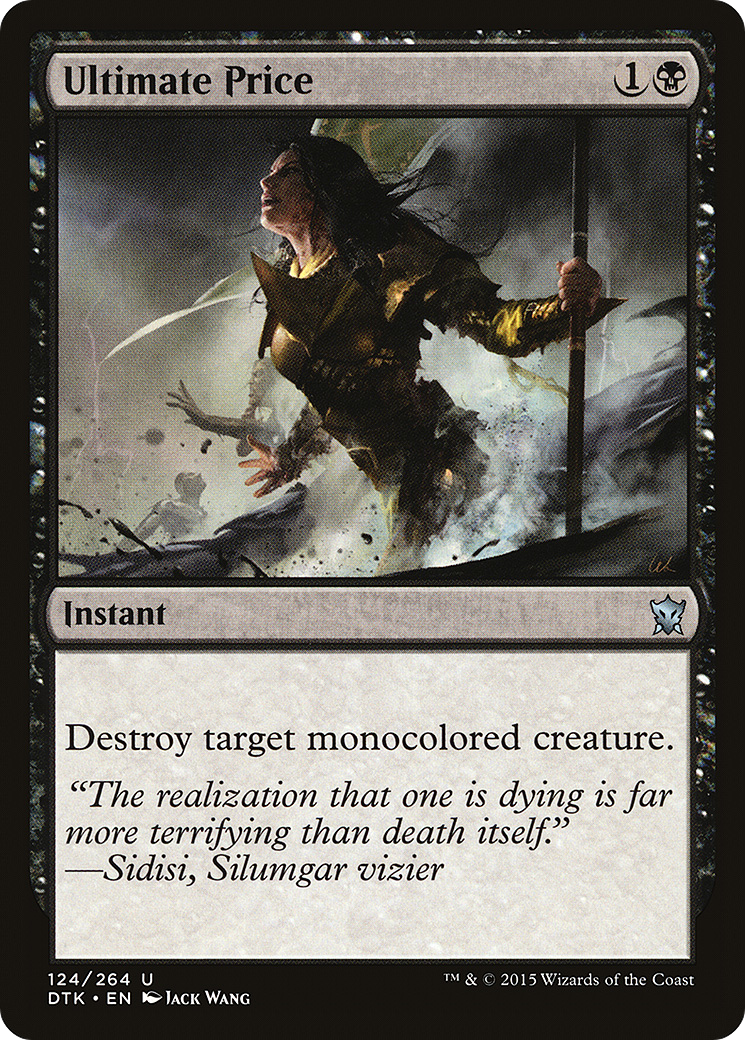 Ultimate Price 1
Instant
Destroy target monocolored creature.
“The realization that one is dying is far
more terrifying than death itself.”
—Sidisi, Silumgar vizier
124/264 U
™ & © 2015 Wizards of the Coast
DTK • EN Jack Wang